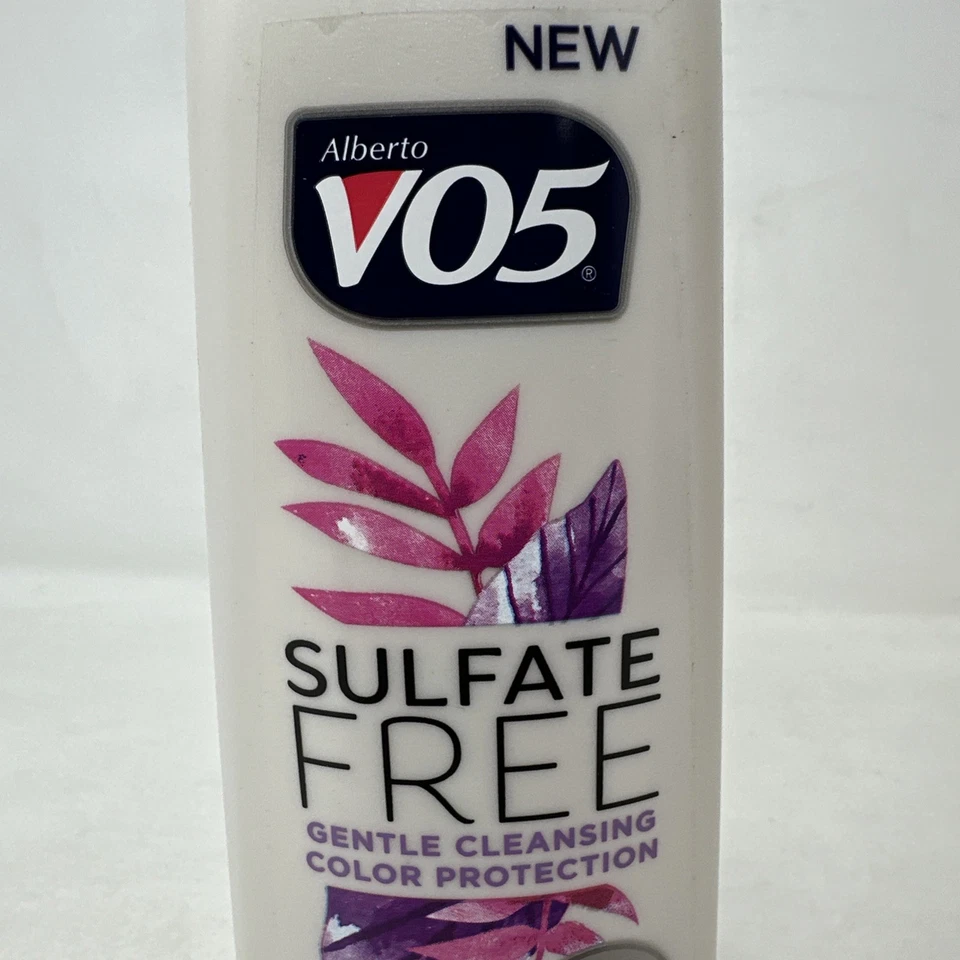 NEW
Alberto
VO5®
SULFATE
FREE
GENTLE CLEANSING
COLOR PROTECTION